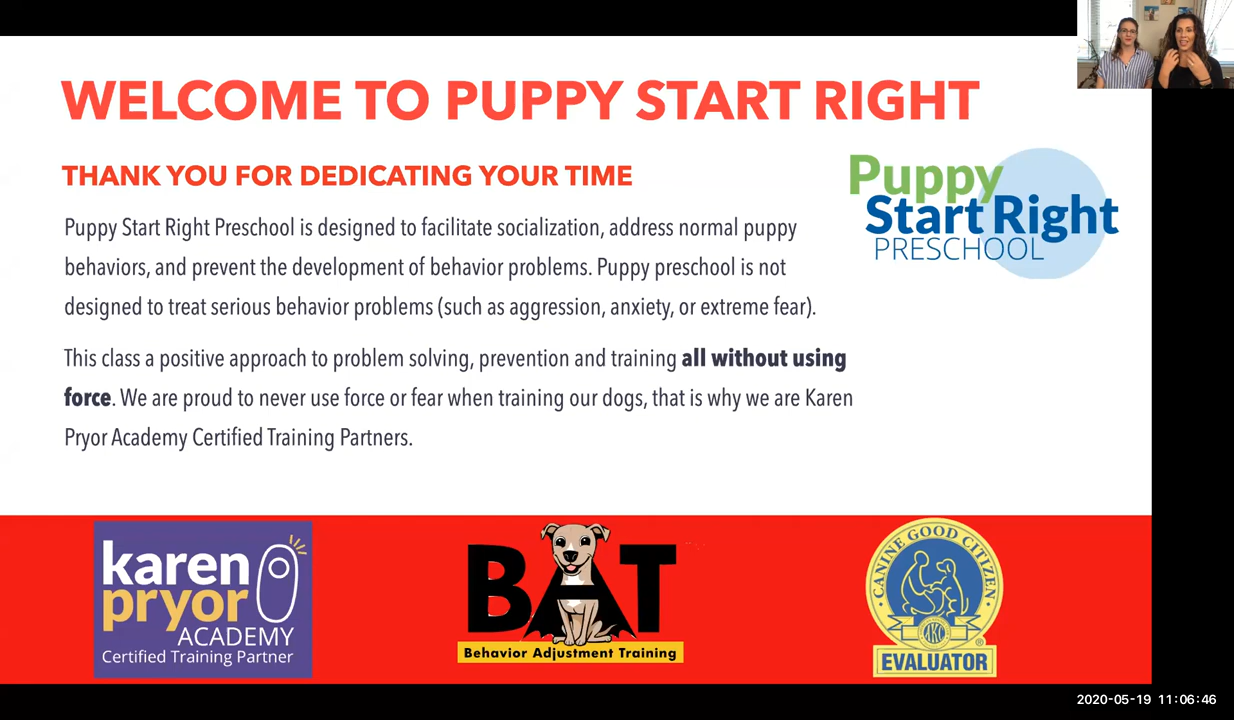 WELCOME TO PUPPY START RIGHT
THANK YOU FOR DEDICATING YOUR TIME
Puppy Start Right Preschool is designed to facilitate socialization, address normal puppy
behaviors, and prevent the development of behavior problems. Puppy preschool is not
designed to treat serious behavior problems (such as aggression, anxiety, or extreme fear).
This class a positive approach to problem solving, prevention and training all without using
force. We are proud to never use force or fear when training our dogs, that is why we are Karen
Pryor Academy Certified Training Partners.
Puppy
Start Right
PRESCHOOL
karen
pryor
ACADEMY
Certified Training Partner
BAT
Behavior Adjustment Training
CANINE GOOD CITIZEN
AKC
®
EVALUATOR
2020-05-19 11:06:46